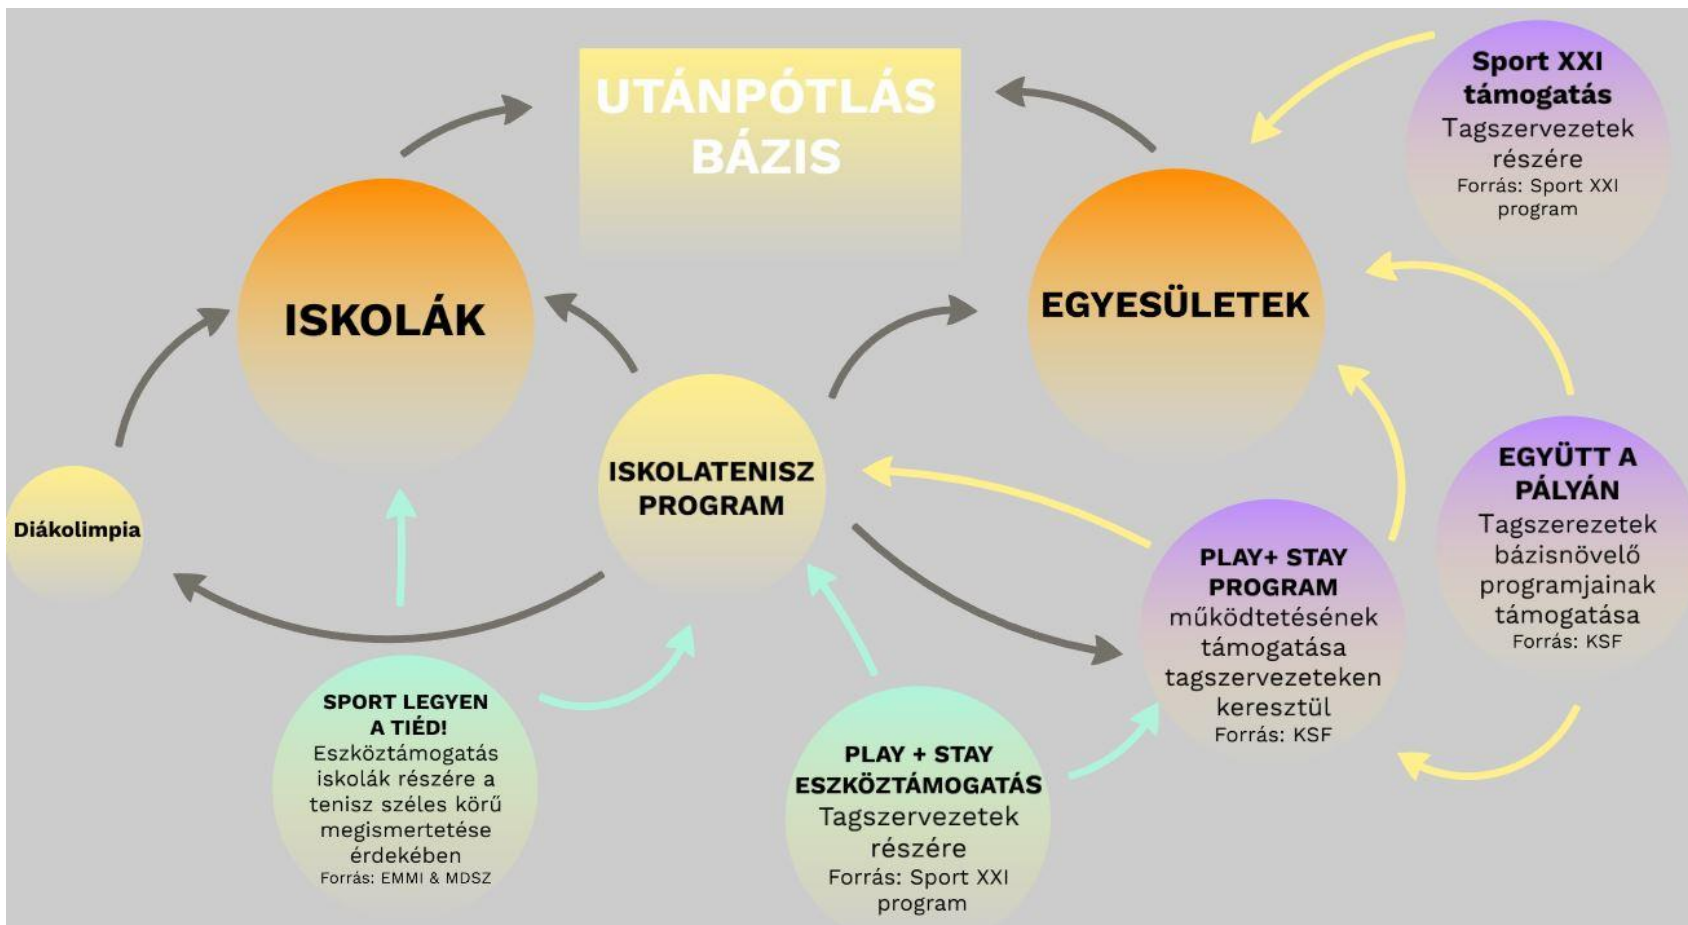 UTÁNPÓTLÁS
BÁZIS
Sport XXI
támogatás
Tagszervezetek
részére
Forrás: Sport XXI
program
ISKOLÁK
EGYESÜLETEK
ISKOLATENISZ
PROGRAM
Diákolimpia
EGYÜTT A
PÁLYÁN
Tagszerezetek
bázisnövelő
programjainak
támogatása
Forrás: KSF
PLAY+ STAY
PROGRAM
működtetésének
támogatása
tagszervezeteken
keresztül
Forrás: KSF
SPORT LEGYEN
A TIÉD!
Eszköztámogatás
iskolák részére a
tenisz széles körű
megismertetése
érdekében
Forrás: EMMI & MDSZ
PLAY + STAY
ESZKÖZTÁMOGATÁS
Tagszervezetek
részére
Forrás: Sport XXI
program